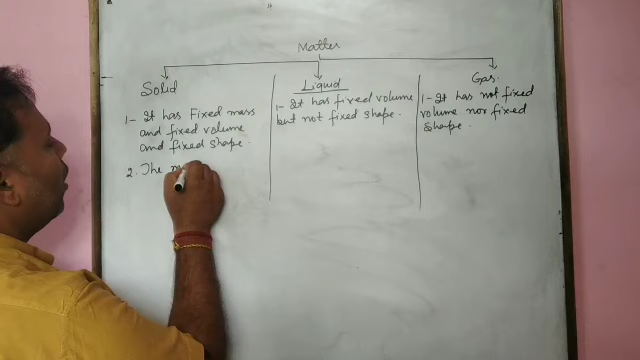 Matter
Solid
1- It has Fixed mass
and fixed volume
and fixed shape.
2. The
Liquid
1- It has fixed volume
but not fixed shape.
Gas.
1- It has not fixed
volume nor fixed
shape.